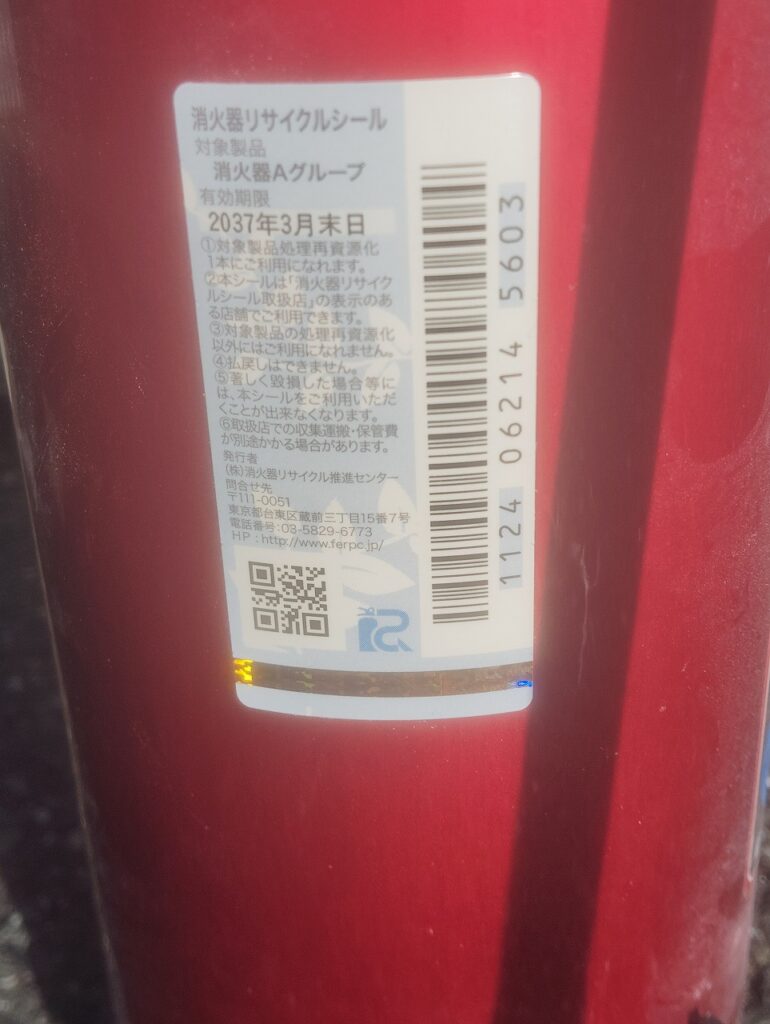 消火器リサイクルシール
対象製品
消火器Aグループ
有効期限
2037年3月末日
①対象製品処理再資源化
1本にご利用になれます。
②本シールは「消火器リサイク
ルシール取扱店」の表示のあ
る店舗でご利用できます。
③対象製品の処理再資源化
以外にはご利用になれません。
④払戻しはできません。
⑤著しく毀損した場合等に
は、本シールをご利用いただ
くことが出来なくなります。
⑥取扱店での収集運搬・保管費
が別途かかる場合があります。
発行者
(株)消火器リサイクル推進センター
問合せ先
〒111-0051
東京都台東区蔵前三丁目15番7号
電話番号:03-5829-6773
HP:http://www.ferpc.jp/
1124 06214 5603